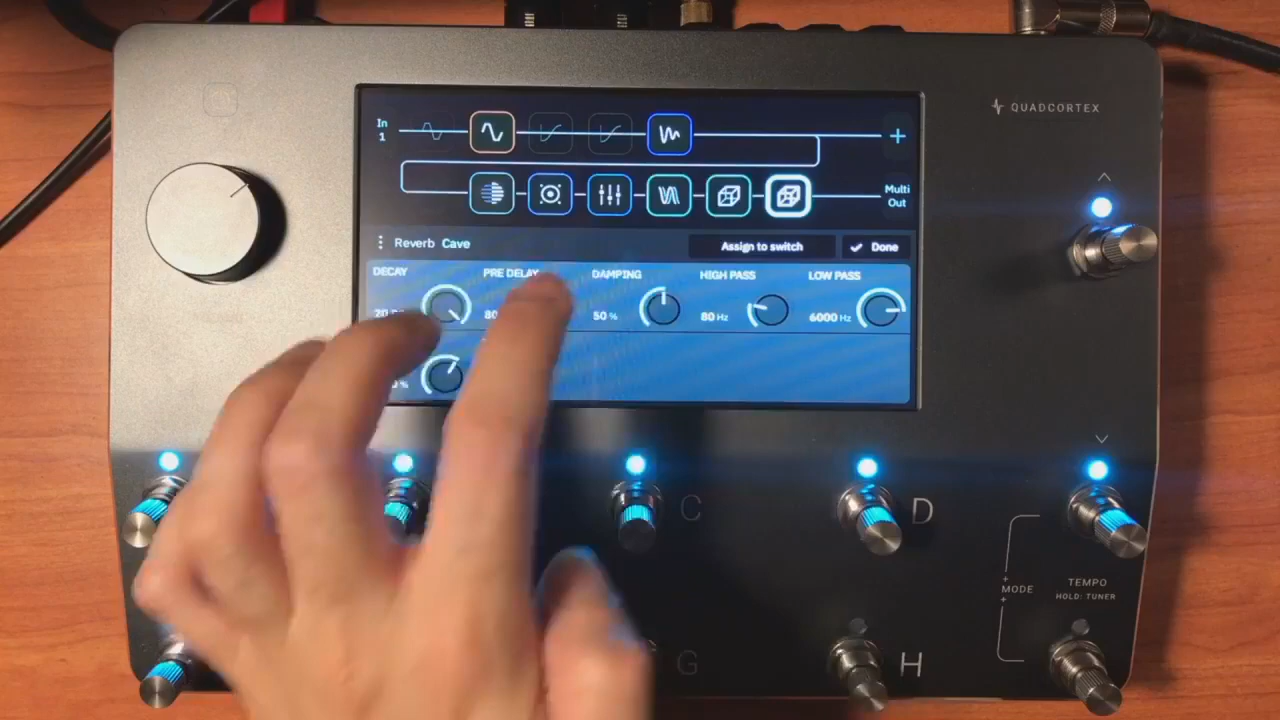 QUADCORTEX
In
1
+
Multi
Out
Reverb Cave
Assign to switch
Done
DECAY
PRE DELAY
DAMPING
HIGH PASS
LOW PASS
50 %
80 Hz
6000 Hz
C
D
MODE
TEMPO
HOLD: TUNER
G
H